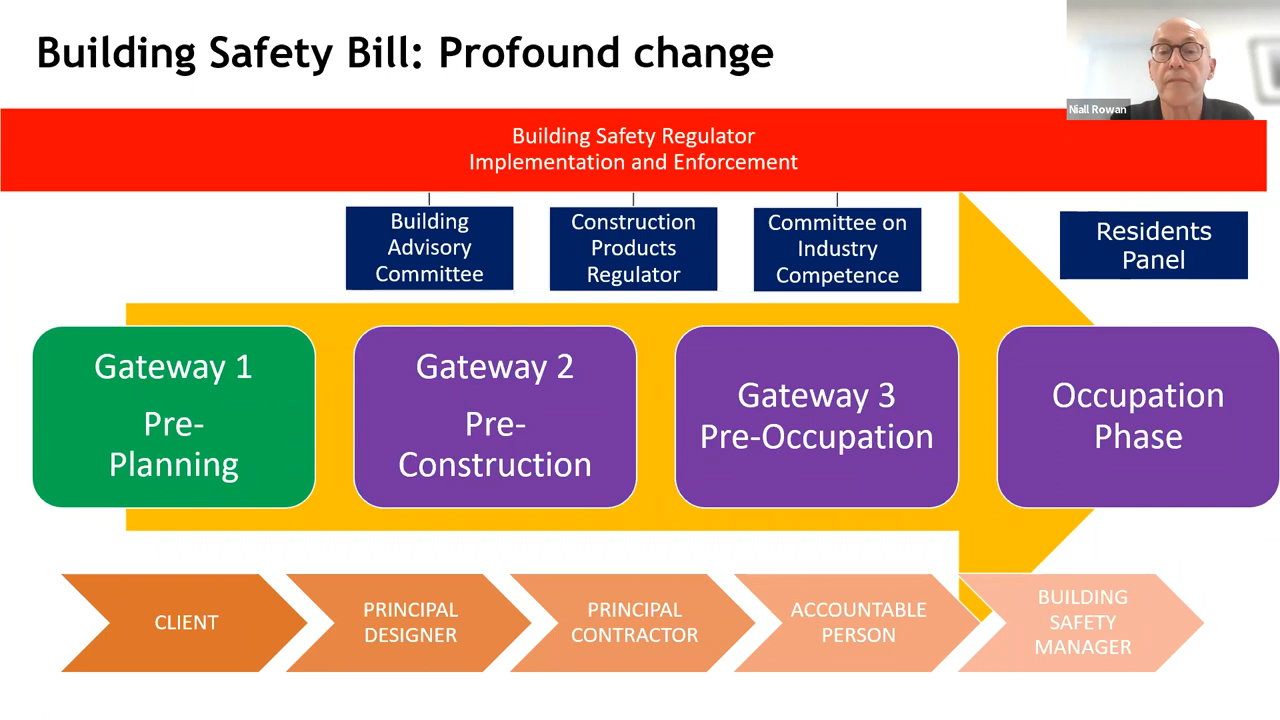 Building Safety Bill: Profound change
Niall Rowan
Building Safety Regulator
Implementation and Enforcement
Building
Advisory
Committee
Construction
Products
Regulator
Committee on
Industry
Competence
Residents
Panel
Gateway 1
Pre-
Planning
Gateway 2
Pre-
Construction
Gateway 3
Pre-Occupation
Occupation
Phase
CLIENT
PRINCIPAL
DESIGNER
PRINCIPAL
CONTRACTOR
ACCOUNTABLE
PERSON
BUILDING
SAFETY
MANAGER